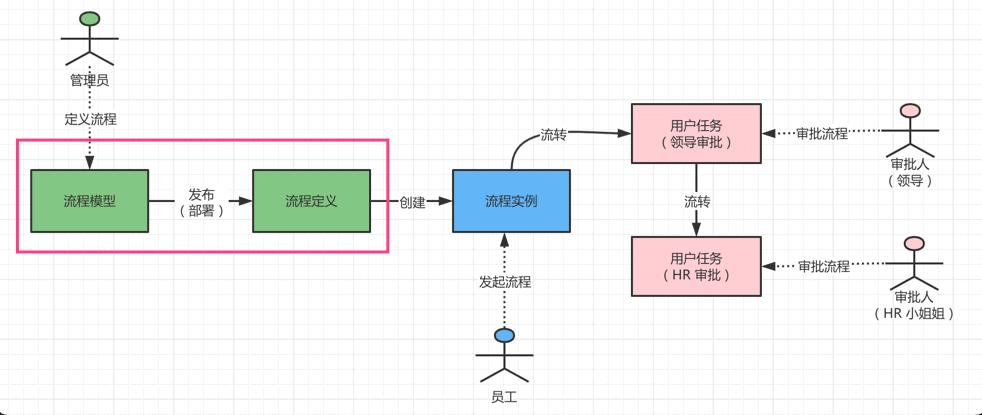 管理员
定义流程
流程模型
发布
（部署）
流程定义
创建
流程实例
发起流程
员工
流转
用户任务
（领导审批）
审批流程
审批人
（领导）
流转
用户任务
（HR 审批）
审批流程
审批人
（HR 小姐姐）